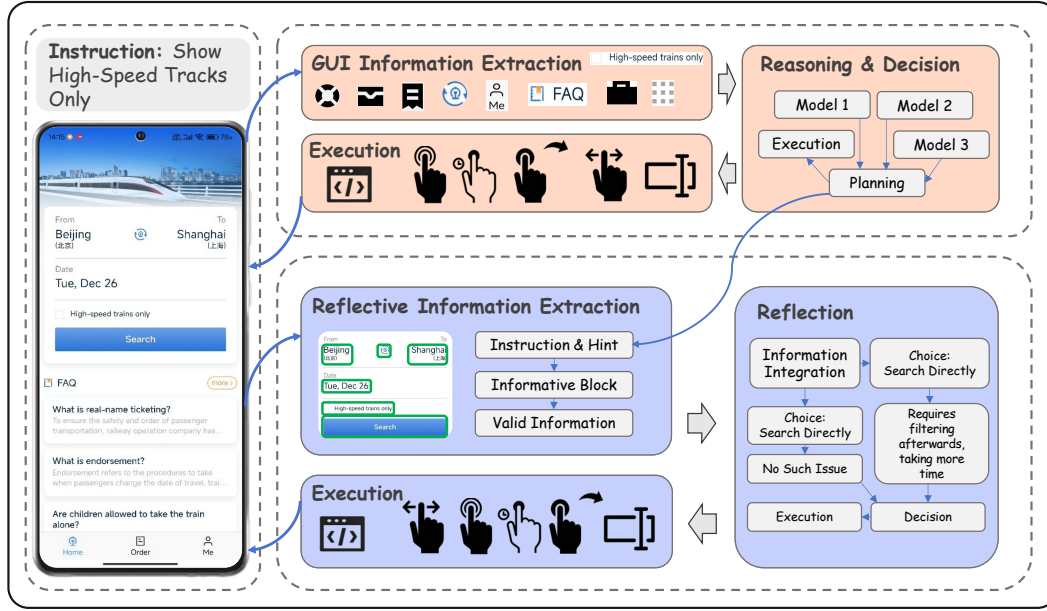 Instruction: Show
High-Speed Tracks
Only
14:15
From
To
Beijing
Shanghai
(北京)
(上海)
Date
Tue, Dec 26
High-speed trains only
Search
FAQ
more >
What is real-name ticketing?
To ensure the safety and order of passenger
transportation, railway operation company has...
What is endorsement?
Endorsement refers to the procedures to take
when passengers change the date of travel, trai...
Are children allowed to take the train
alone?
Home
Order
Me
GUI Information Extraction
High-speed trains only
Me
FAQ
Execution
</>
Reasoning & Decision
Model 1
Model 2
Execution
Model 3
Planning
Reflective Information Extraction
From
To
Beijing
Shanghai
(北京)
(上海)
Date
Tue, Dec 26
High-speed trains only
Search
Instruction & Hint
Informative Block
Valid Information
Execution
</>
Reflection
Information
Integration
Choice:
Search Directly
Choice:
Search Directly
Requires
filtering
afterwards,
taking more
time
No Such Issue
Execution
Decision